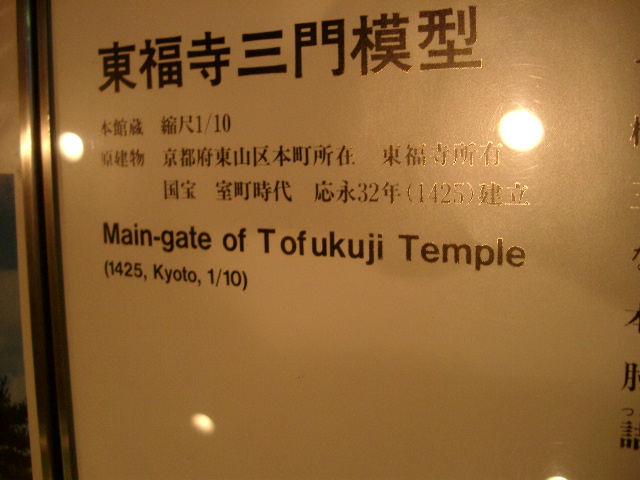 東福寺三門模型
本館蔵 縮尺1/10
原建物 京都府東山区本町所在 東福寺所有
国宝 室町時代 応永32年(1425)建立
Main-gate of Tofukuji Temple
(1425, Kyoto, 1/10)